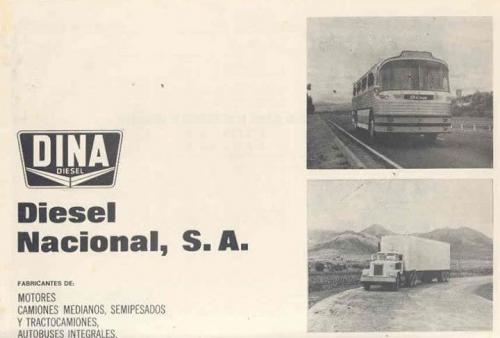 DINA
DIESEL
Diesel
Nacional, S. A.
FABRICANTES DE:
MOTORES
CAMIONES MEDIANOS, SEMIPESADOS
Y TRACTOCAMIONES,
AUTOBUSES INTEGRALES.